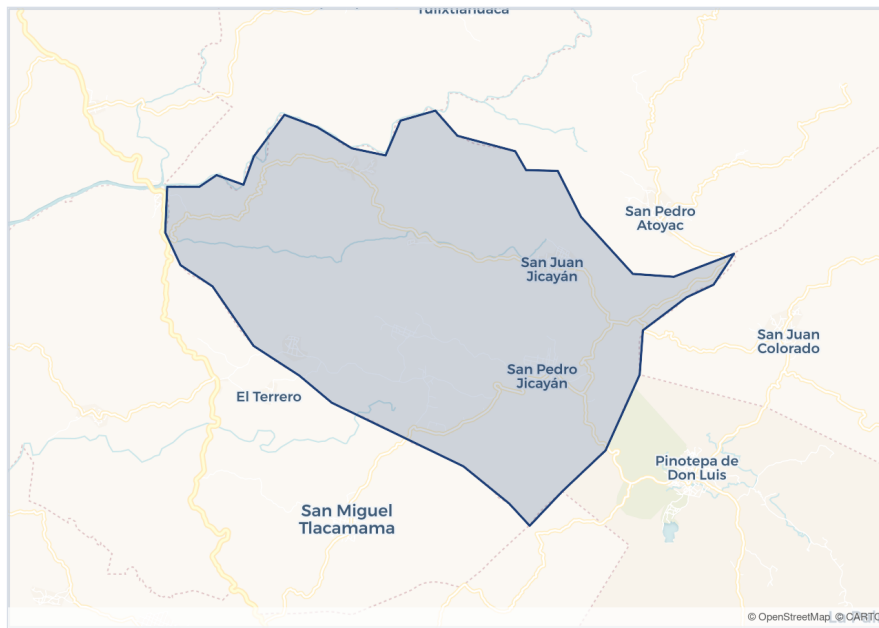 San Pedro
Atoyac
San Juan
Jicayán
San Juan
Colorado
San Pedro
Jicayán
El Terrero
Pinotepa de
Don Luis
San Miguel
Tlacamama
© OpenStreetMap, © CARTO